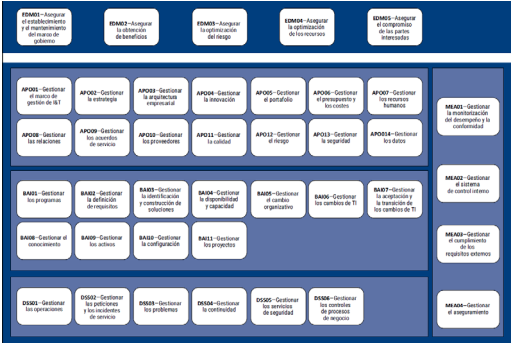 EDM01—Asegurar
el establecimiento
y el mantenimiento
del marco de
gobierno
EDM02—Asegurar
la obtención
de beneficios
EDM03—Asegurar
la optimización
del riesgo
EDM04—Asegurar
la optimización
de los recursos
EDM05—Asegurar
el compromiso
de las partes
interesadas
APO01—Gestionar
el marco de
gestión de I&T
APO02—Gestionar
la estrategia
APO03—Gestionar
la arquitectura
empresarial
APO04—Gestionar
la innovación
APO05—Gestionar
el portafolio
APO06—Gestionar
el presupuesto y
los costes
APO07—Gestionar
los recursos
humanos
APO08—Gestionar
las relaciones
APO09—Gestionar
los acuerdos
de servicio
APO10—Gestionar
los proveedores
APO11—Gestionar
la calidad
APO12—Gestionar
el riesgo
APO13—Gestionar
la seguridad
APO014—Gestionar
los datos
BAI01—Gestionar
los programas
BAI02—Gestionar
la definición
de requisitos
BAI03—Gestionar
la identificación
y construcción de
soluciones
BAI04—Gestionar
la disponibilidad
y capacidad
BAI05—Gestionar
el cambio
organizativo
BAI06—Gestionar
los cambios de TI
BAI07—Gestionar
la aceptación y
la transición de
los cambios de TI
BAI08—Gestionar el
conocimiento
BAI09—Gestionar
los activos
BAI10—Gestionar
la configuración
BAI11—Gestionar
los proyectos
DSS01—Gestionar
las operaciones
DSS02—Gestionar
las peticiones
y los incidentes
de servicio
DSS03—Gestionar
los problemas
DSS04—Gestionar
la continuidad
DSS05—Gestionar
los servicios
de seguridad
DSS06—Gestionar
los controles
de procesos
de negocio
MEA01—Gestionar
la monitorización
del desempeño y la
conformidad
MEA02—Gestionar
el sistema
de control interno
MEA03—Gestionar
el cumplimiento
de los
requisitos externos
MEA04—Gestionar
el aseguramiento